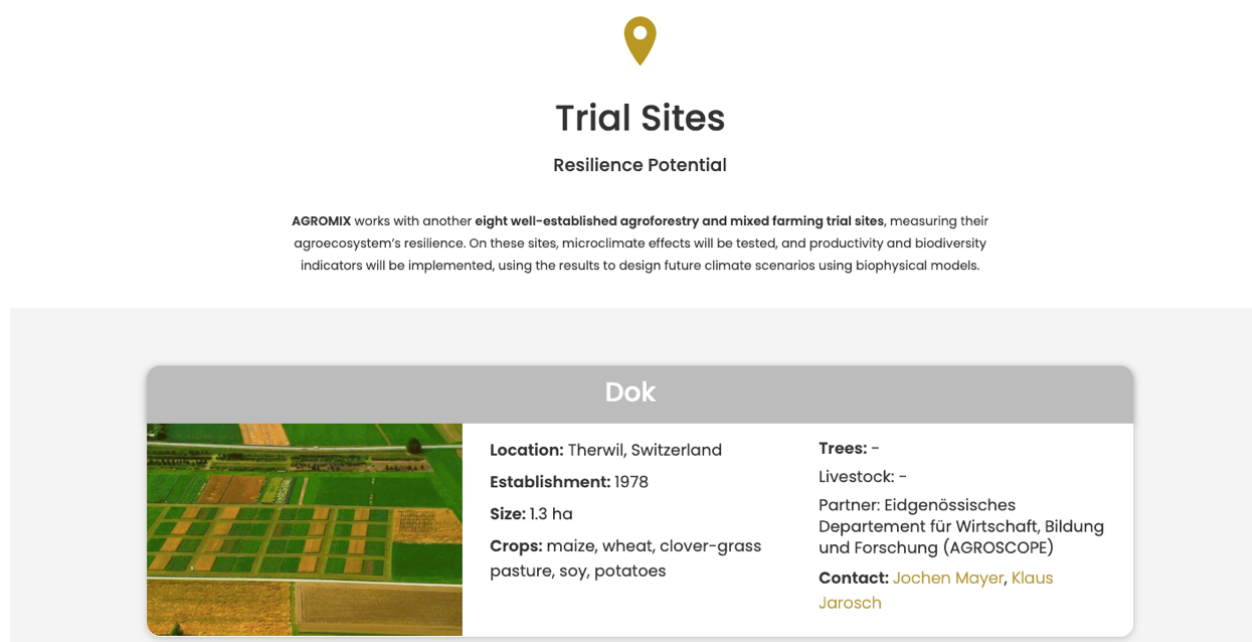 Trial Sites
Resilience Potential
AGROMIX works with another eight well-established agroforestry and mixed farming trial sites, measuring their
agroecosystem's resilience. On these sites, microclimate effects will be tested, and productivity and biodiversity
indicators will be implemented, using the results to design future climate scenarios using biophysical models.
Dok
Location: Therwil, Switzerland
Establishment: 1978
Size: 1.3 ha
Crops: maize, wheat, clover-grass
pasture, soy, potatoes
Trees: -
Livestock: -
Partner: Eidgenössisches
Departement für Wirtschaft, Bildung
und Forschung (AGROSCOPE)
Contact: Jochen Mayer, Klaus
Jarosch